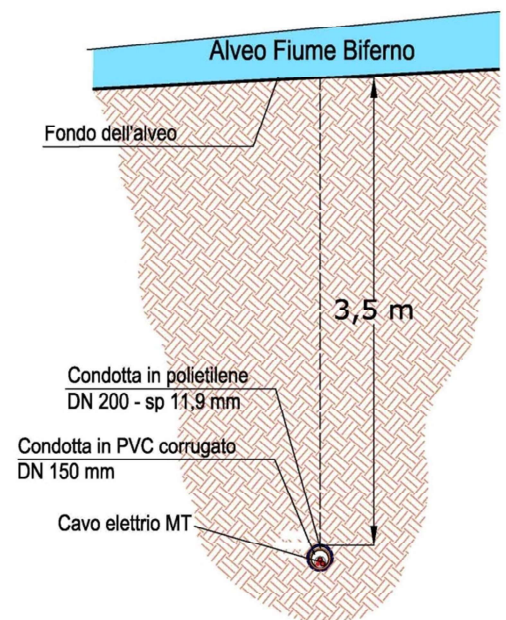 Alveo Fiume Biferno
Fondo dell'alveo
3,5 m
Condotta in polietilene
DN 200 - sp 11,9 mm
Condotta in PVC corrugato
DN 150 mm
Cavo elettrio MT